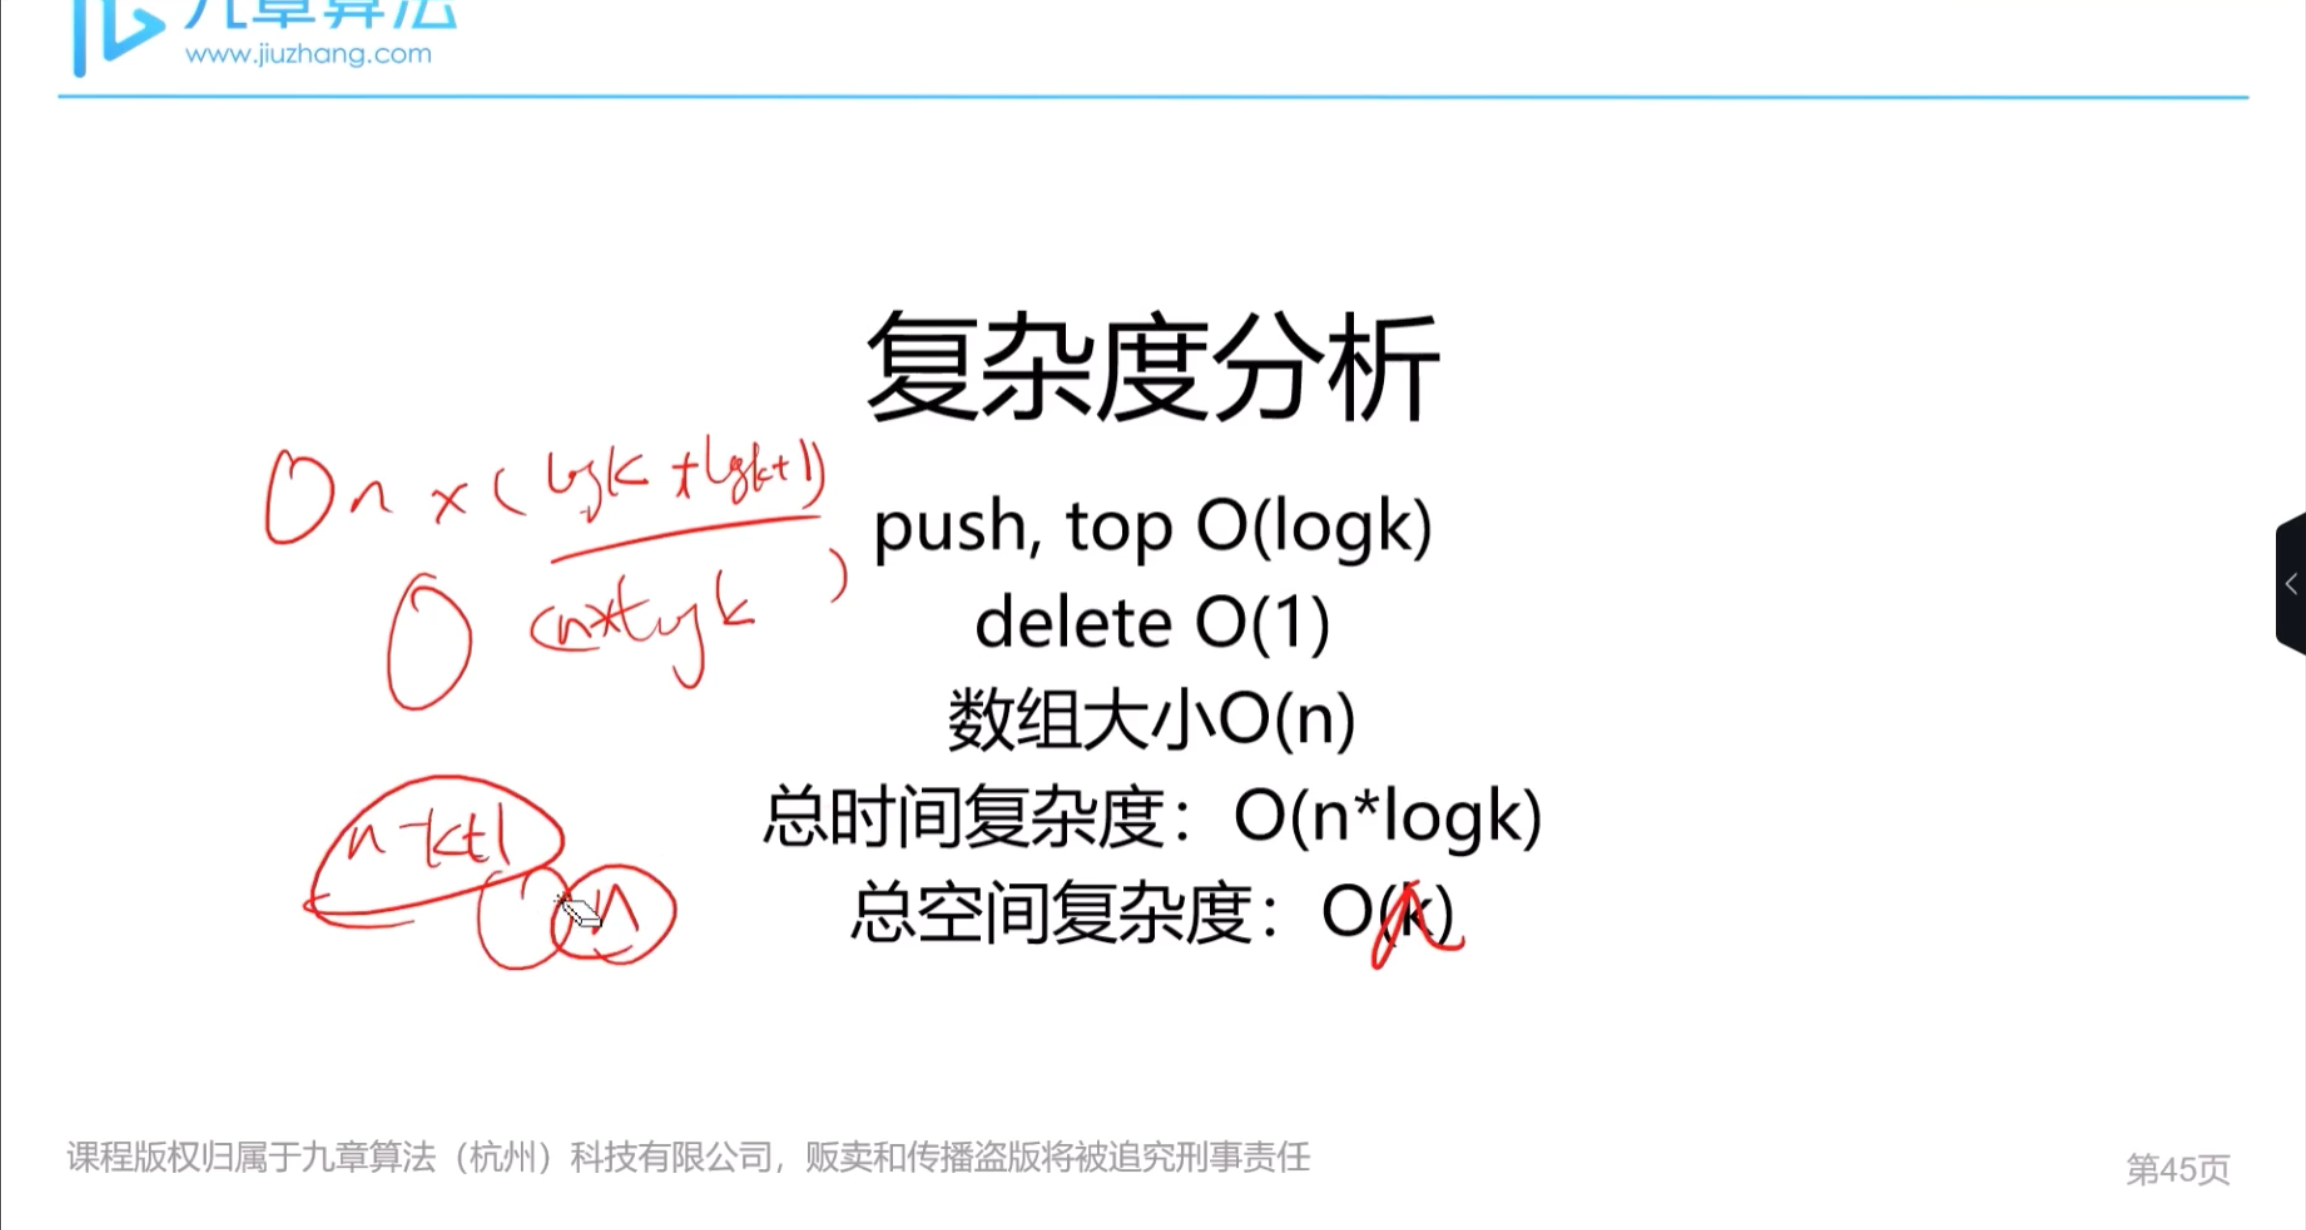 九章算法
www.jiuzhang.com
复杂度分析
O n x (logk + logk+1)
push, top O(logk)
O (n*logk)
delete O(1)
数组大小O(n)
总时间复杂度：O(n*logk)
n-k+1
n
总空间复杂度：O(k)
课程版权归属于九章算法（杭州）科技有限公司，贩卖和传播盗版将被追究刑事责任
第45页